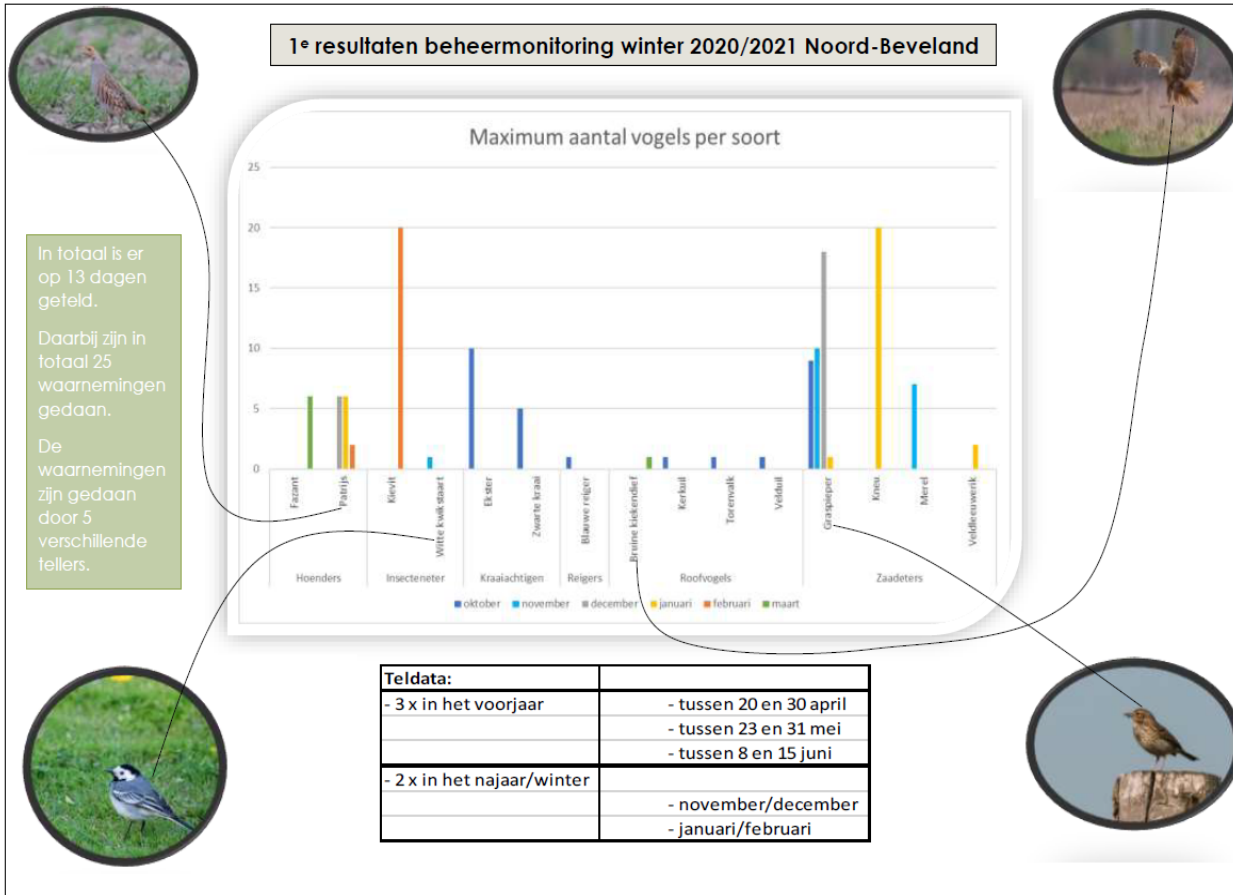 1e resultaten beheermonitoring winter 2020/2021 Noord-Beveland
Maximum aantal vogels per soort
25
20
15
10
5
0
Fazant
Patrijs
Kievit
Witte kwikstaart
Ekster
Zwarte kraai
Blauwe reiger
Bruine kiekendief
Kerkuil
Torenvalk
Velduil
Graspieper
Kneu
Merel
Veldleeuwerik
Hoenders
Insecteneter
Kraaiachtigen
Reigers
Roofvogels
Zaadeters
oktober november december januari februari maart
In totaal is er
op 13 dagen
geteld.
Daarbij zijn in
totaal 25
waarnemingen
gedaan.
De
waarnemingen
zijn gedaan
door 5
verschillende
tellers.
Teldata:
- 3 x in het voorjaar - tussen 20 en 30 april
- tussen 23 en 31 mei
- tussen 8 en 15 juni
- 2 x in het najaar/winter
- november/december
- januari/februari